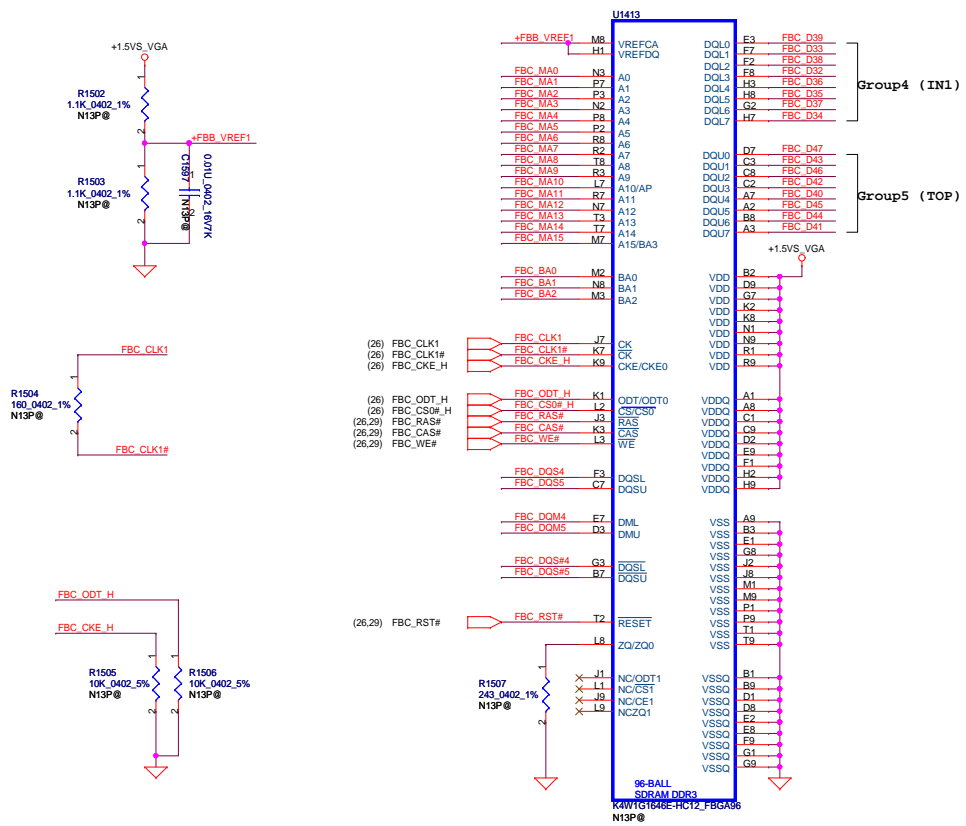 +1.5VS_VGA
1
R1502
1.1K_0402_1%
N13P@
2
+FBB_VREF1
1
R1503
1.1K_0402_1%
N13P@
2
C1597
0.01U_0402_16V7K
N13P@
1
2
FBC_CLK1
1
R1504
160_0402_1%
N13P@
2
FBC_CLK1#
FBC_ODT_H
FBC_CKE_H
1
1
R1505
10K_0402_5%
N13P@
R1506
10K_0402_5%
N13P@
2
2
U1413
+FBB_VREF1 M8 VREFCA
H1 VREFDQ
FBC_MA0 N3 A0
FBC_MA1 P7 A1
FBC_MA2 P3 A2
FBC_MA3 N2 A3
FBC_MA4 P8 A4
FBC_MA5 P2 A5
FBC_MA6 R8 A6
FBC_MA7 R2 A7
FBC_MA8 T8 A8
FBC_MA9 R3 A9
FBC_MA10 L7 A10/AP
FBC_MA11 R7 A11
FBC_MA12 N7 A12
FBC_MA13 T3 A13
FBC_MA14 T7 A14
FBC_MA15 M7 A15/BA3
FBC_BA0 M2 BA0
FBC_BA1 N8 BA1
FBC_BA2 M3 BA2
(26) FBC_CLK1 FBC_CLK1 J7 CK
(26) FBC_CLK1# FBC_CLK1# K7 CK
(26) FBC_CKE_H FBC_CKE_H K9 CKE/CKE0
(26) FBC_ODT_H FBC_ODT_H K1 ODT/ODT0
(26) FBC_CS0#_H FBC_CS0#_H L2 CS/CS0
(26,29) FBC_RAS# FBC_RAS# J3 RAS
(26,29) FBC_CAS# FBC_CAS# K3 CAS
(26,29) FBC_WE# FBC_WE# L3 WE
FBC_DQS4 F3 DQSL
FBC_DQS5 C7 DQSU
FBC_DQM4 E7 DML
FBC_DQM5 D3 DMU
FBC_DQS#4 G3 DQSL
FBC_DQS#5 B7 DQSU
(26,29) FBC_RST# FBC_RST# T2 RESET
L8 ZQ/ZQ0
1
R1507
243_0402_1%
N13P@
2
J1 NC/ODT1
L1 NC/CS1
J9 NC/CE1
L9 NCZQ1
DQL0 E3 FBC_D39
DQL1 F7 FBC_D33
DQL2 F2 FBC_D38
DQL3 F8 FBC_D32
DQL4 H3 FBC_D36
DQL5 H8 FBC_D35
DQL6 G2 FBC_D37
DQL7 H7 FBC_D34
Group4 (IN1)
DQU0 D7 FBC_D47
DQU1 C3 FBC_D43
DQU2 C8 FBC_D46
DQU3 C2 FBC_D42
DQU4 A7 FBC_D40
DQU5 A2 FBC_D45
DQU6 B8 FBC_D44
DQU7 A3 FBC_D41
Group5 (TOP)
+1.5VS_VGA
VDD B2
VDD D9
VDD G7
VDD K2
VDD K8
VDD N1
VDD N9
VDD R1
VDD R9
VDDQ A1
VDDQ A8
VDDQ C1
VDDQ C9
VDDQ D2
VDDQ E9
VDDQ F1
VDDQ H2
VDDQ H9
VSS A9
VSS B3
VSS E1
VSS G8
VSS J2
VSS J8
VSS M1
VSS M9
VSS P1
VSS P9
VSS T1
VSS T9
VSSQ B1
VSSQ B9
VSSQ D1
VSSQ D8
VSSQ E2
VSSQ E8
VSSQ F9
VSSQ G1
VSSQ G9
96-BALL
SDRAM DDR3
K4W1G1646E-HC12_FBGA96
N13P@